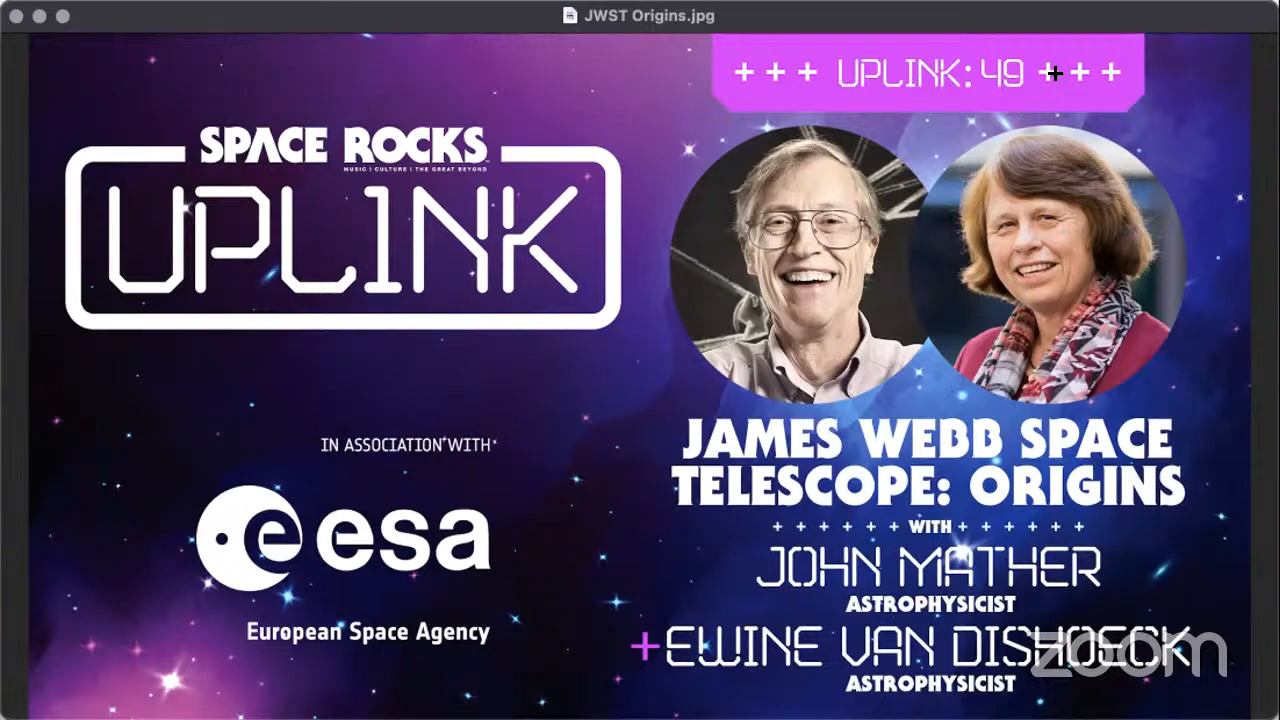 JWST Origins.jpg
+ + + UPLINK: 49 + + +
SPACE ROCKS
MUSIC | CULTURE | THE GREAT BEYOND
UPLINK
IN ASSOCIATION WITH
esa
European Space Agency
JAMES WEBB SPACE
TELESCOPE: ORIGINS
+ + + + + + WITH + + + + + +
JOHN MATHER
ASTROPHYSICIST
+ EWINE VAN DISHOECK
ASTROPHYSICIST
zoom